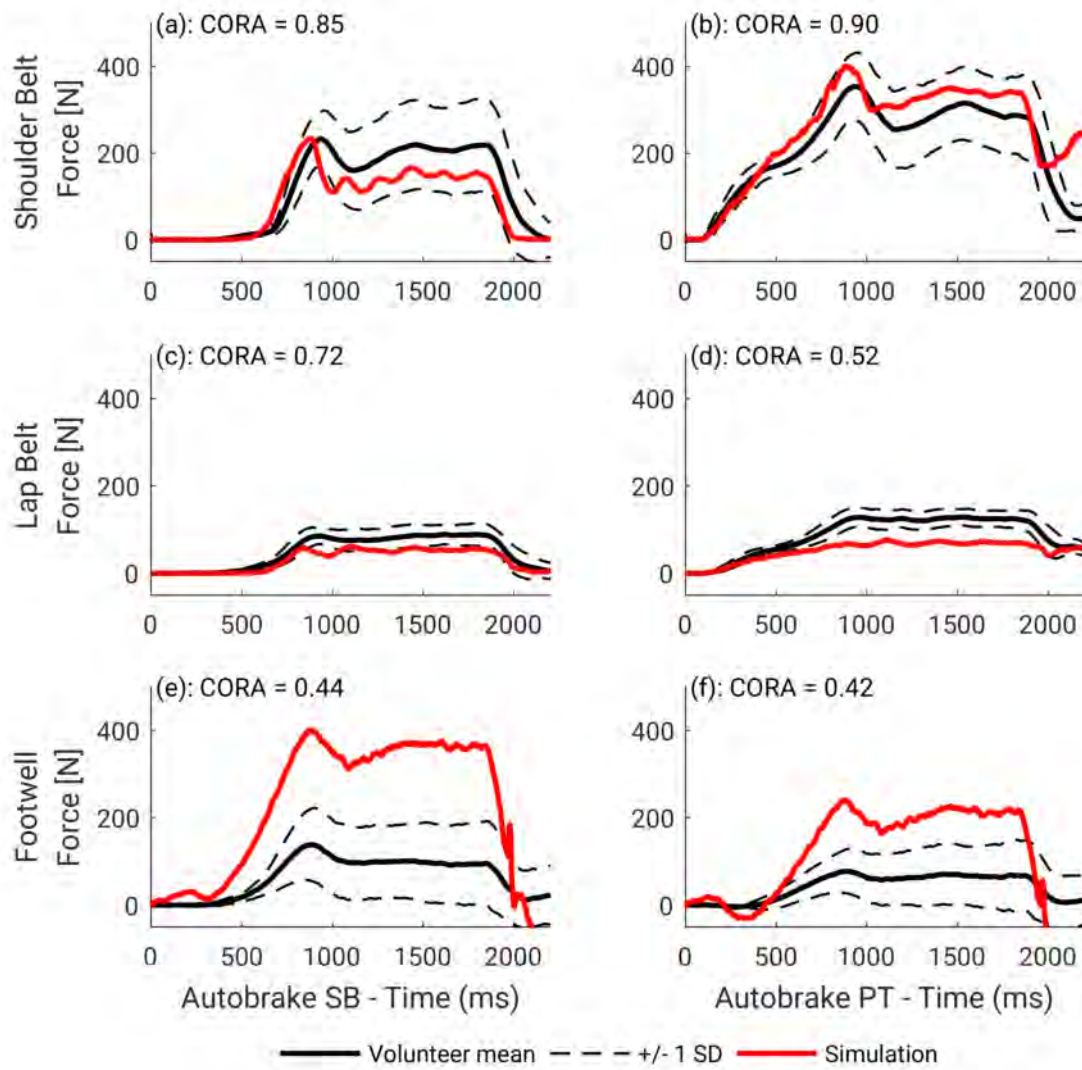 (a): CORA = 0.85
(b): CORA = 0.90
Shoulder Belt
Force [N]
400
200
0
0 500 1000 1500 2000
400
200
0
0 500 1000 1500 2000
(c): CORA = 0.72
(d): CORA = 0.52
Lap Belt
Force [N]
400
200
0
0 500 1000 1500 2000
400
200
0
0 500 1000 1500 2000
(e): CORA = 0.44
(f): CORA = 0.42
Footwell
Force [N]
400
200
0
0 500 1000 1500 2000
400
200
0
0 500 1000 1500 2000
Autobrake SB - Time (ms)
Autobrake PT - Time (ms)
Volunteer mean +/- 1 SD Simulation